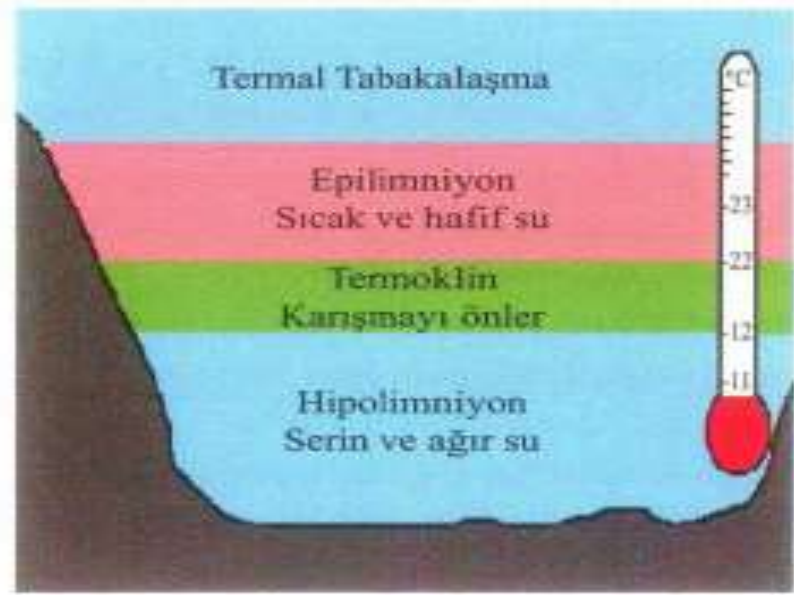 Termal Tabakalaşma
°C
Epilimniyon
Sıcak ve hafif su
-23
-22
Termoklin
Karışmayı önler
-12
-11
Hipolimniyon
Serin ve ağır su